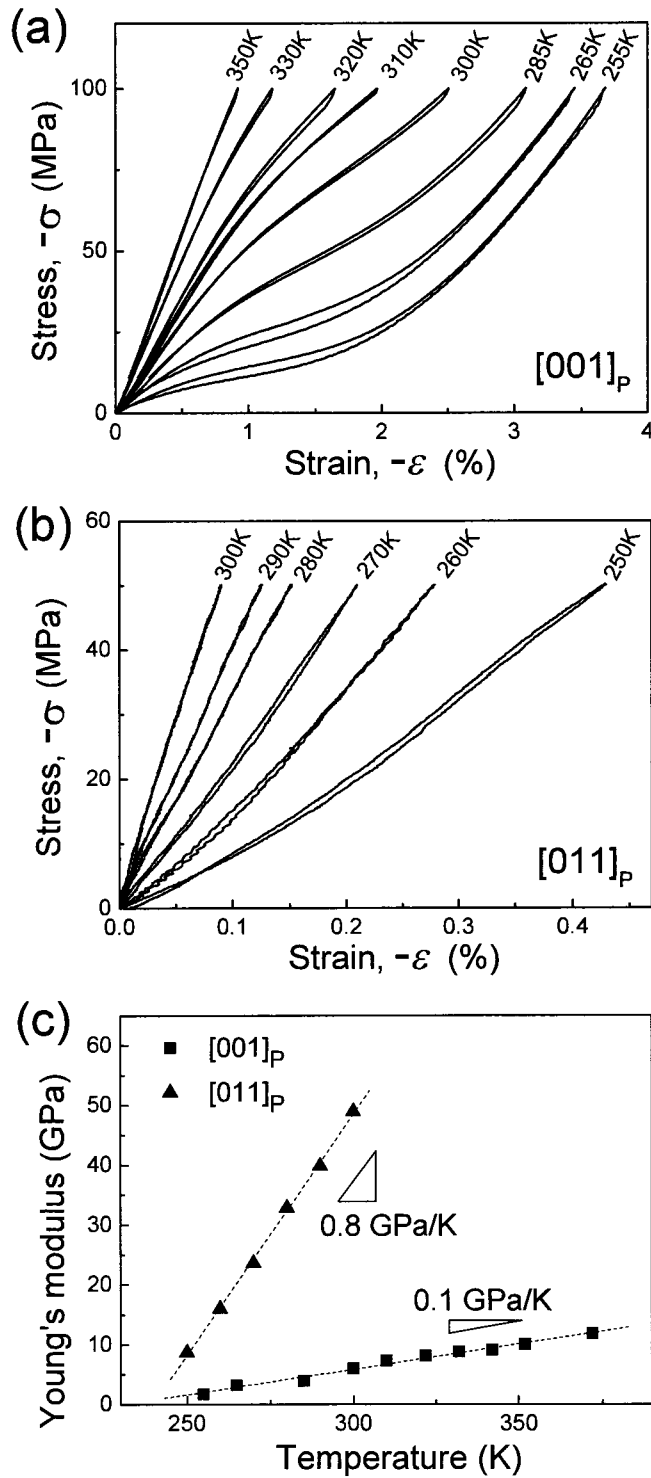 (a)
350K 330K 320K 310K 300K 285K 265K 255K
100
50
0
Stress, -σ (MPa)
[001]P
0 1 2 3 4
Strain, -ε (%)
(b)
60
300K 290K 280K 270K 260K 250K
40
20
0
Stress, -σ (MPa)
[011]P
0.0 0.1 0.2 0.3 0.4
Strain, -ε (%)
(c)
60
50
40
30
20
10
0
Young's modulus (GPa)
[001]P
[011]P
0.8 GPa/K
0.1 GPa/K
250 300 350
Temperature (K)